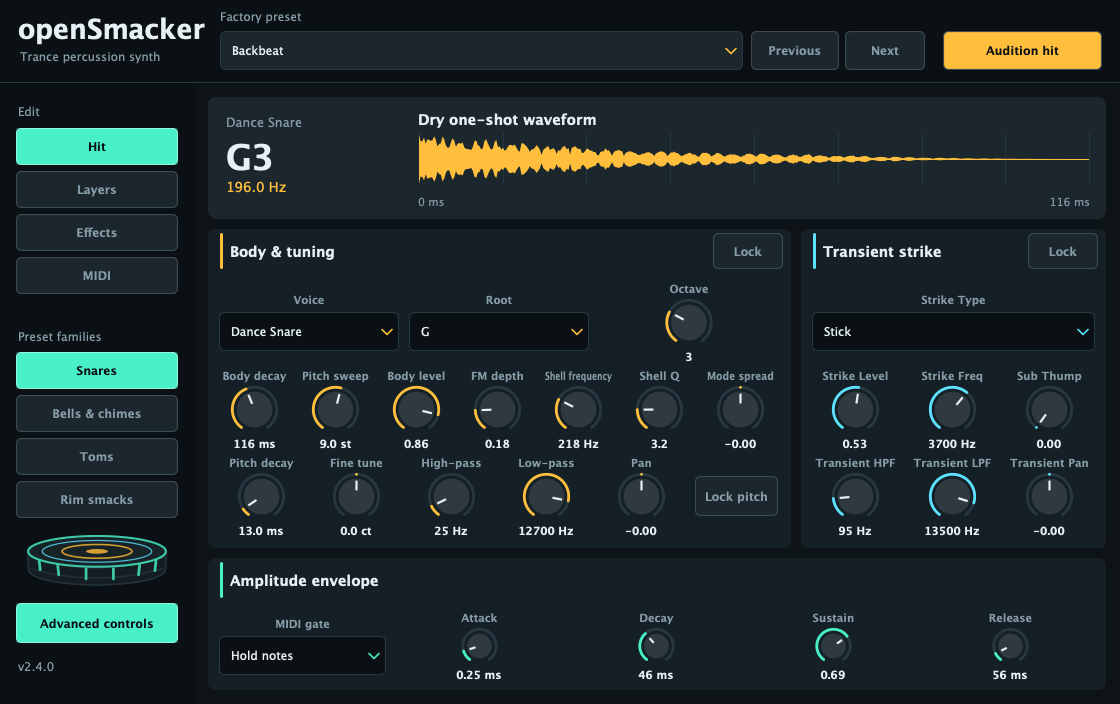 openSmacker
Trance percussion synth
Factory preset
Backbeat
Previous
Next
Audition hit
Edit
Hit
Layers
Effects
MIDI
Preset families
Snares
Bells & chimes
Toms
Rim smacks
Advanced controls
v2.4.0
Dance Snare
G3
196.0 Hz
Dry one-shot waveform
0 ms
116 ms
Body & tuning
Lock
Voice
Root
Octave
Dance Snare
G
3
Body decay
Pitch sweep
Body level
FM depth
Shell frequency
Shell Q
Mode spread
116 ms
9.0 st
0.86
0.18
218 Hz
3.2
-0.00
Pitch decay
Fine tune
High-pass
Low-pass
Pan
Lock pitch
13.0 ms
0.0 ct
25 Hz
12700 Hz
-0.00
Transient strike
Lock
Strike Type
Stick
Strike Level
Strike Freq
Sub Thump
0.53
3700 Hz
0.00
Transient HPF
Transient LPF
Transient Pan
95 Hz
13500 Hz
-0.00
Amplitude envelope
MIDI gate
Hold notes
Attack
Decay
Sustain
Release
0.25 ms
46 ms
0.69
56 ms